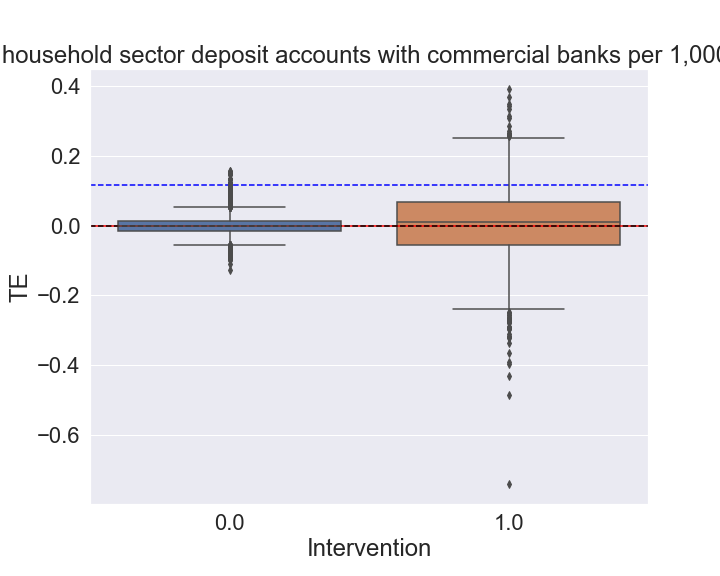 household sector deposit accounts with commercial banks per 1,000
0.4
0.2
0.0
−0.2
−0.4
−0.6
TE
0.0 1.0
Intervention